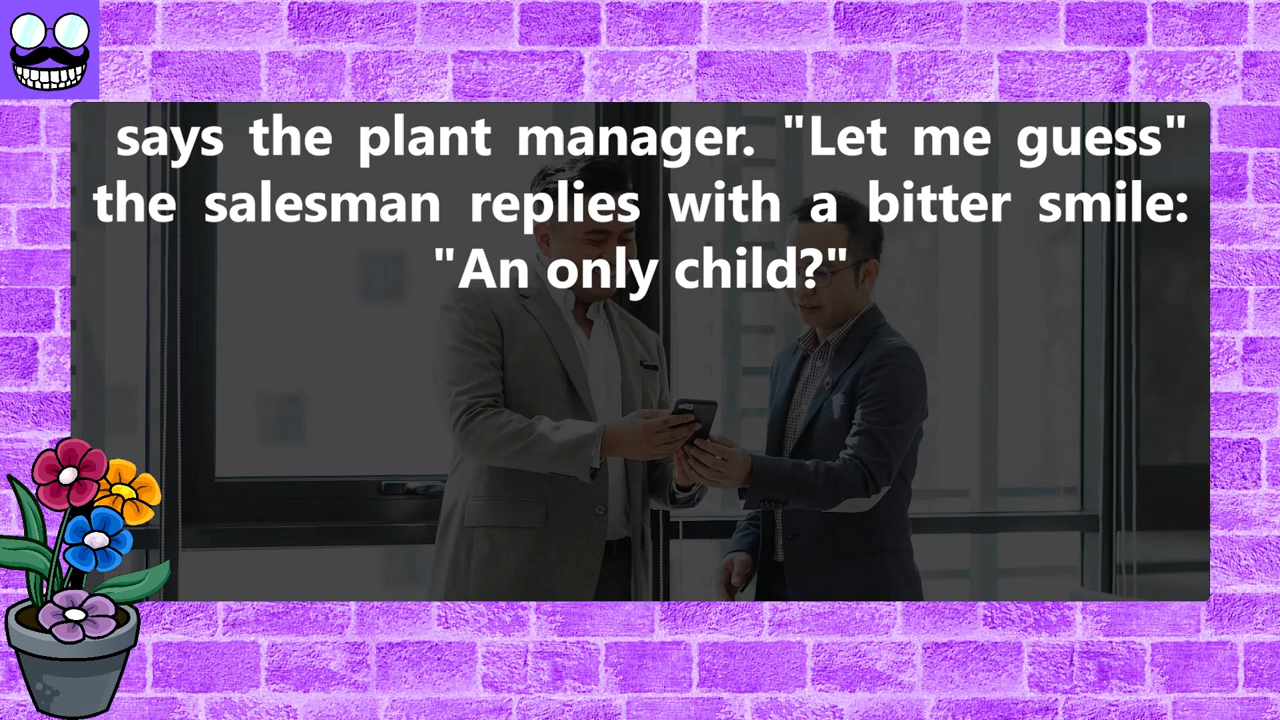 says the plant manager. "Let me guess"
the salesman replies with a bitter smile:
"An only child?"